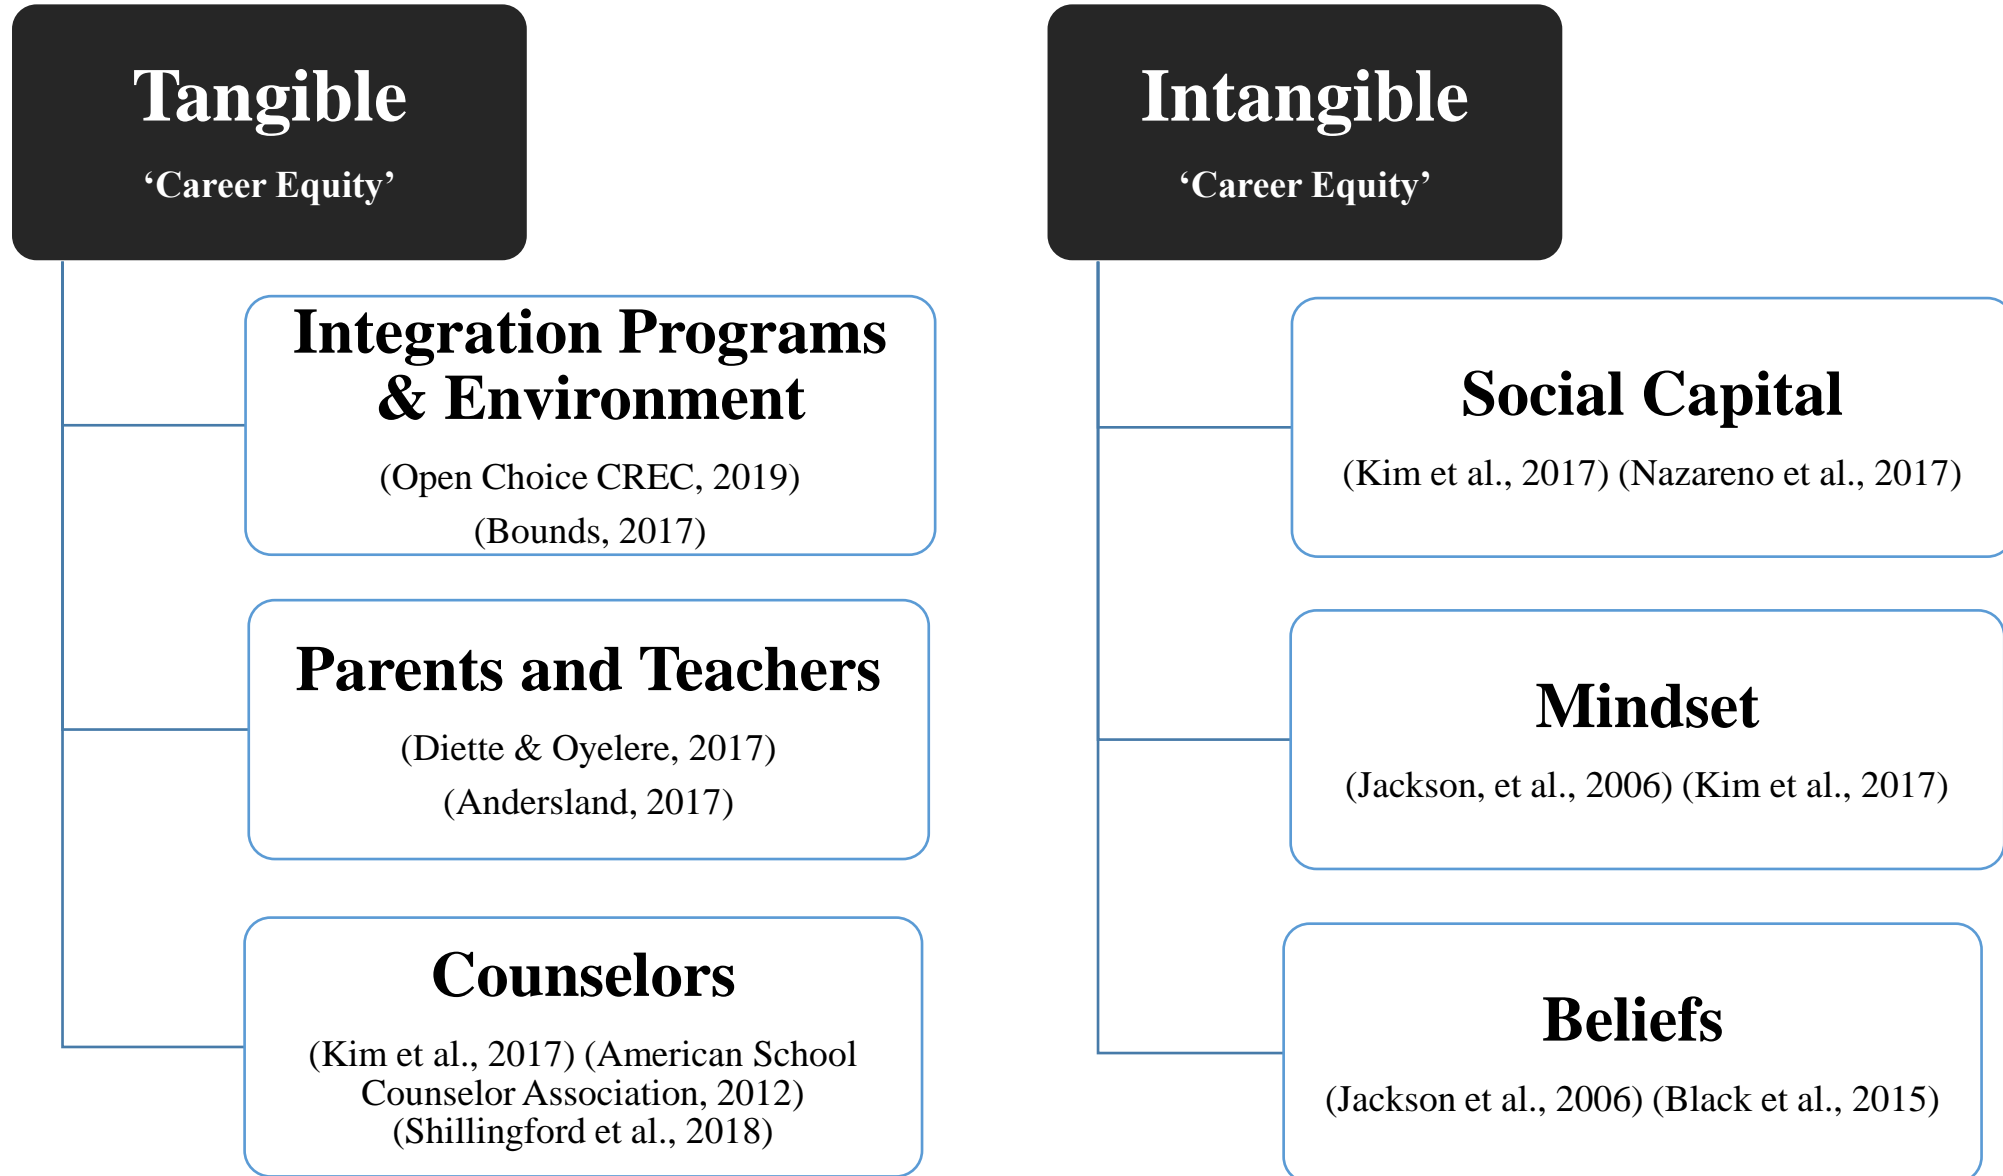 Tangible
‘Career Equity’
Integration Programs
& Environment
(Open Choice CREC, 2019)
(Bounds, 2017)
Parents and Teachers
(Diette & Oyelere, 2017)
(Andersland, 2017)
Counselors
(Kim et al., 2017) (American School
Counselor Association, 2012)
(Shillingford et al., 2018)
Intangible
‘Career Equity’
Social Capital
(Kim et al., 2017) (Nazareno et al., 2017)
Mindset
(Jackson, et al., 2006) (Kim et al., 2017)
Beliefs
(Jackson et al., 2006) (Black et al., 2015)